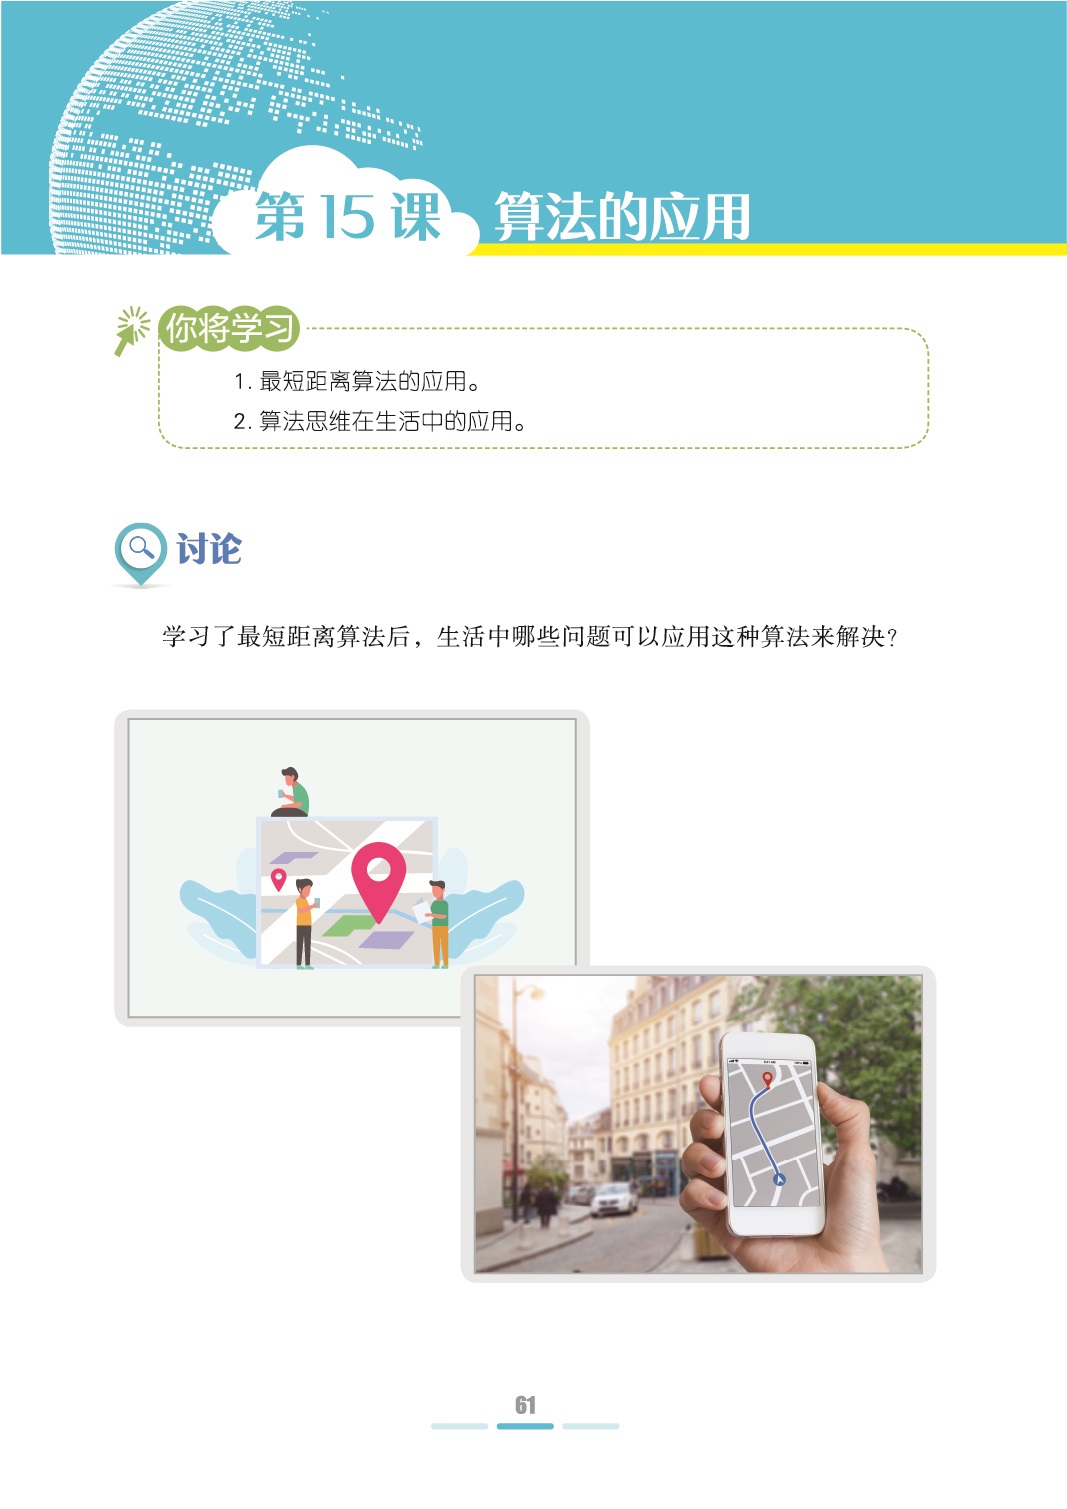 第 15 课 算法的应用
你将学习
1. 最短距离算法的应用。
2. 算法思维在生活中的应用。
讨论
学习了最短距离算法后，生活中哪些问题可以应用这种算法来解决？
61